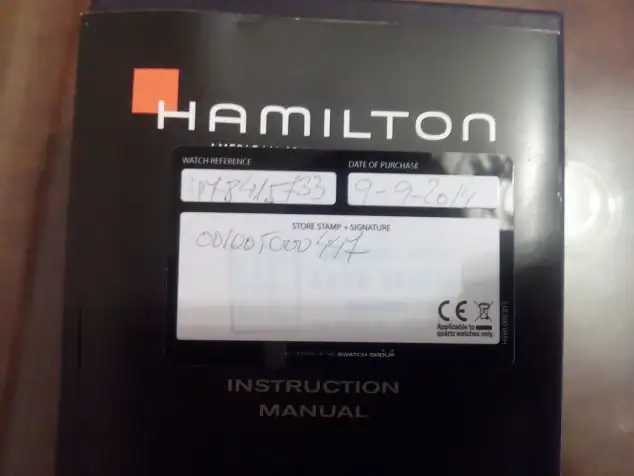 HAMILTON
WATCH REFERENCE
DATE OF PURCHASE
9-9-2014
STORE STAMP + SIGNATURE
CE
Applicable to
quartz watches only.
SWATCH GROUP
INSTRUCTION
MANUAL